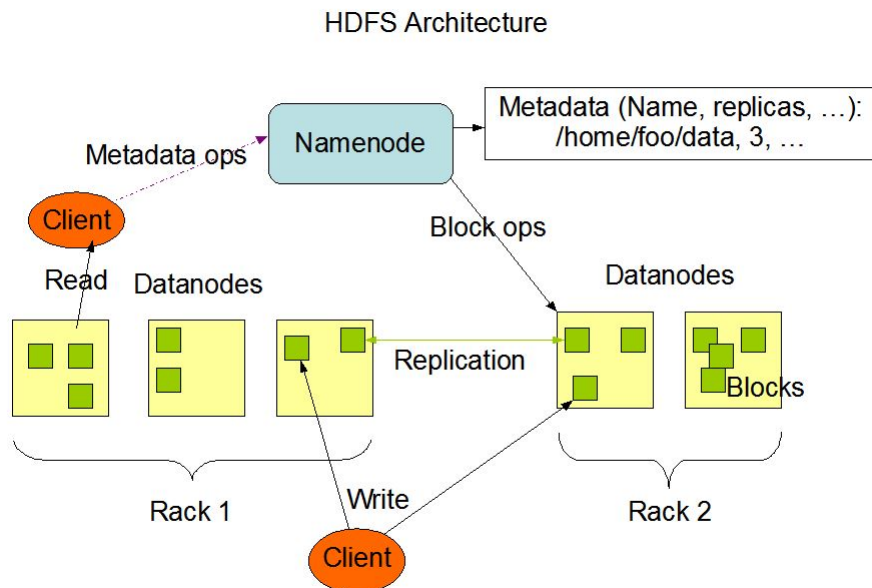 HDFS Architecture
Metadata (Name, replicas, …):
/home/foo/data, 3, …
Namenode
Metadata ops
Client
Block ops
Read
Datanodes
Datanodes
Replication
Blocks
Rack 1
Write
Rack 2
Client